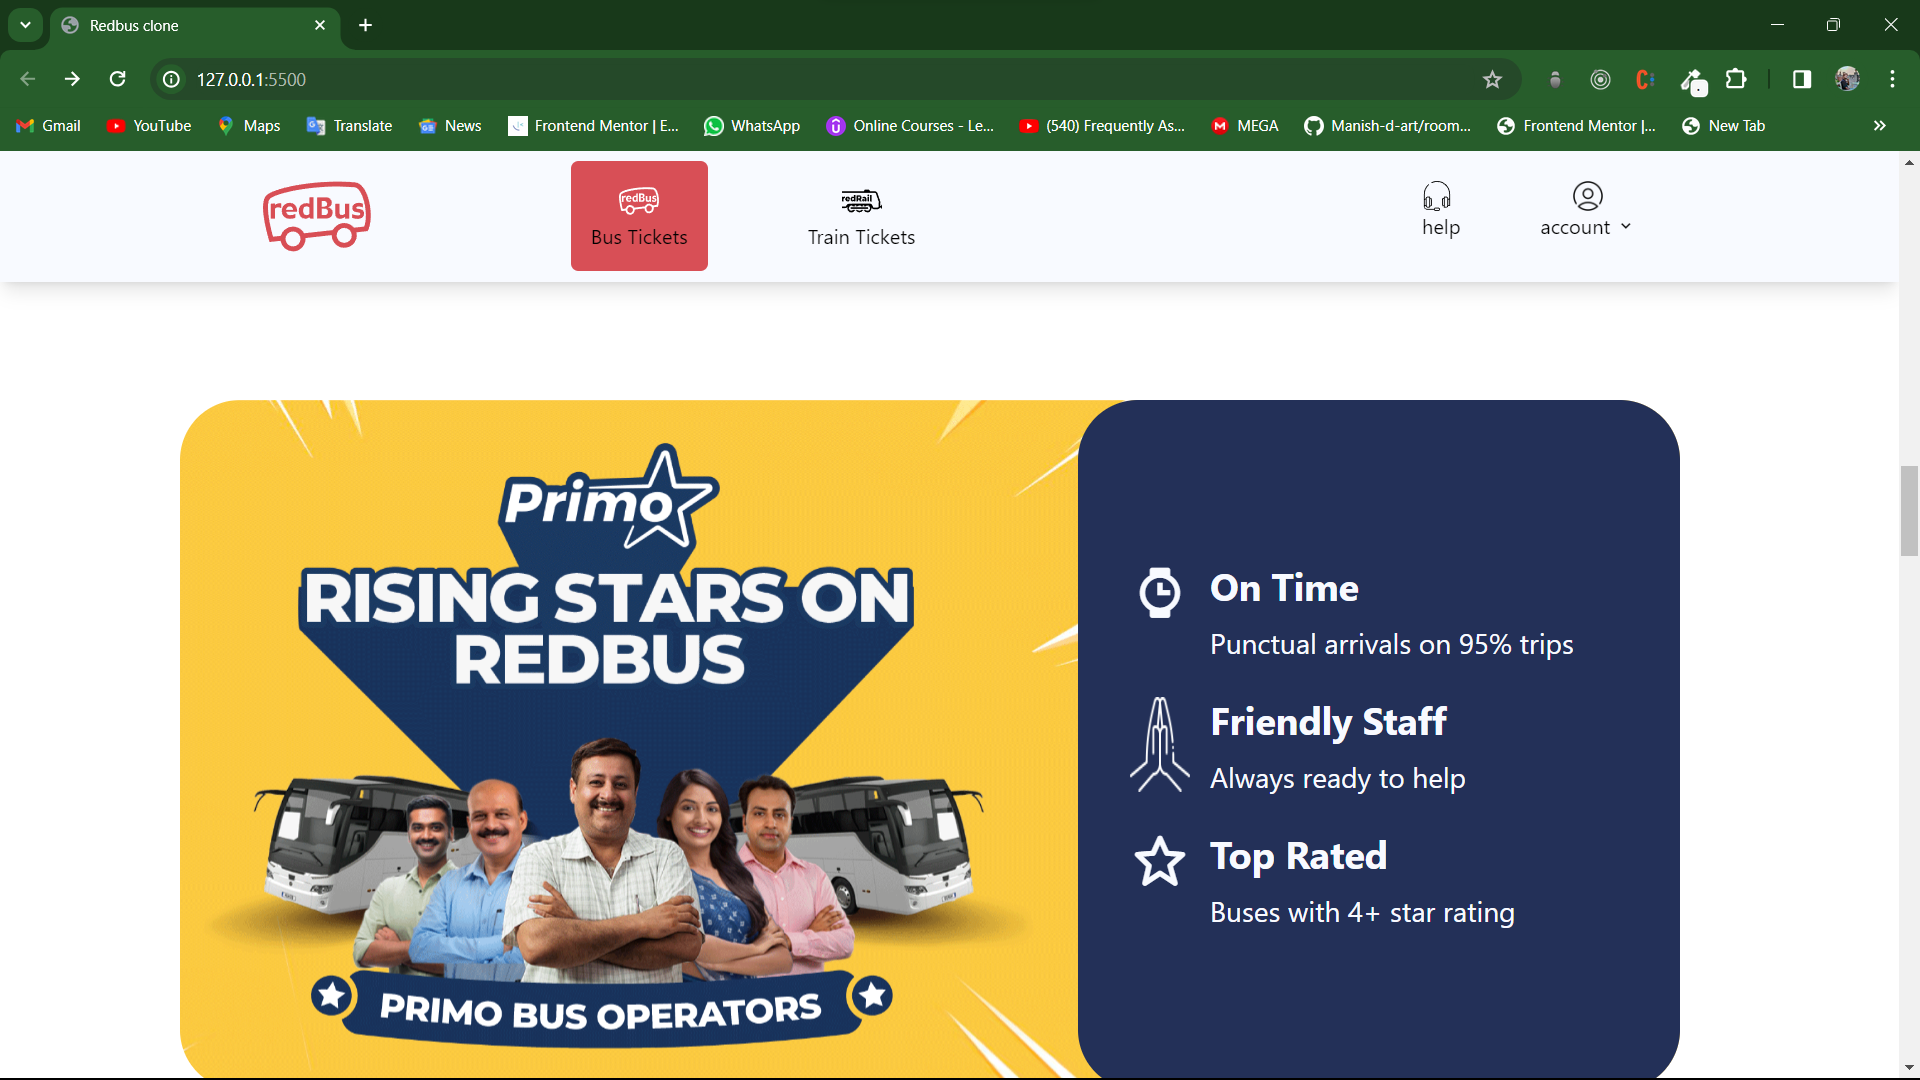 Redbus clone
127.0.0.1:5500
Gmail
YouTube
Maps
Translate
News
Frontend Mentor | E...
WhatsApp
Online Courses - Le...
(540) Frequently As...
MEGA
Manish-d-art/room...
Frontend Mentor |...
New Tab
redBus
redBus
Bus Tickets
redRail
Train Tickets
help
account
Primo
RISING STARS ON
REDBUS
PRIMO BUS OPERATORS
On Time
Punctual arrivals on 95% trips
Friendly Staff
Always ready to help
Top Rated
Buses with 4+ star rating